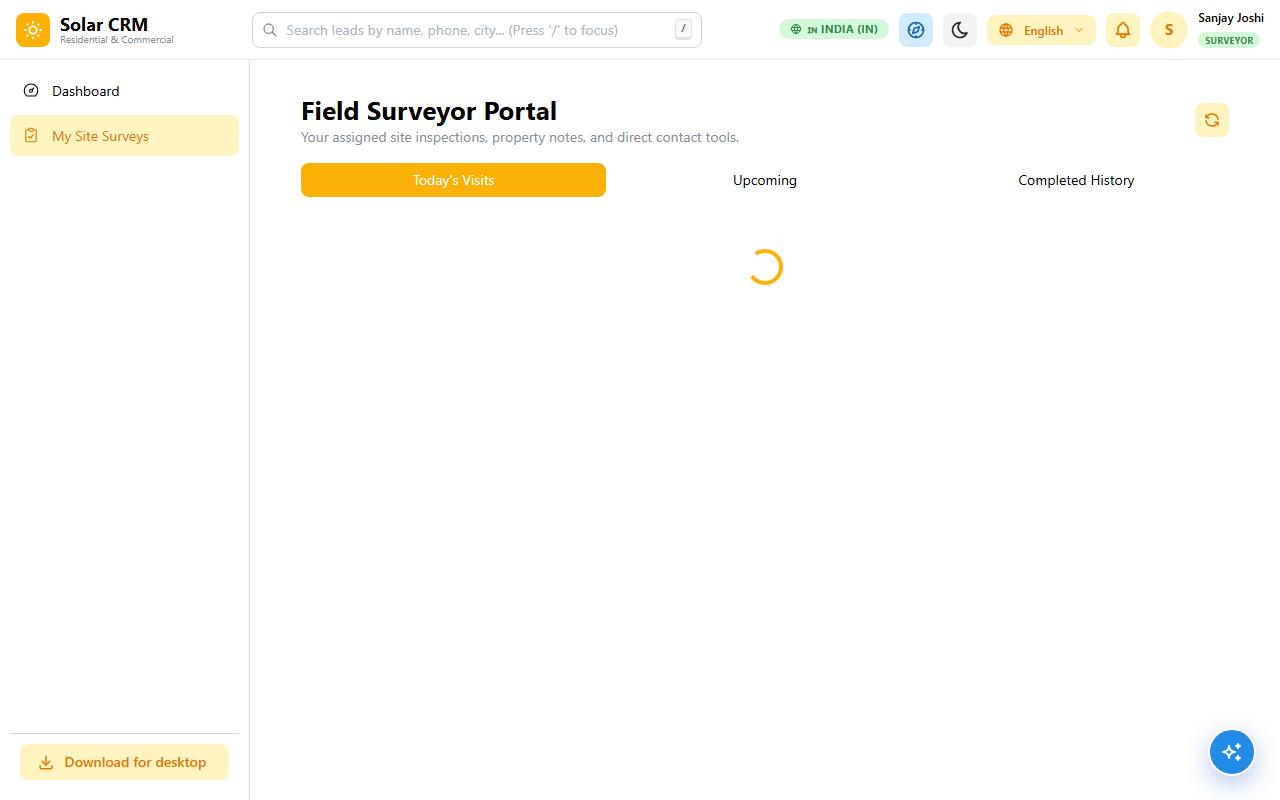 Solar CRM
Residential & Commercial
Search leads by name, phone, city... (Press '/' to focus)
/
IN INDIA (IN)
English
S
Sanjay Joshi
SURVEYOR
Dashboard
My Site Surveys
Field Surveyor Portal
Your assigned site inspections, property notes, and direct contact tools.
Today's Visits
Upcoming
Completed History
Download for desktop